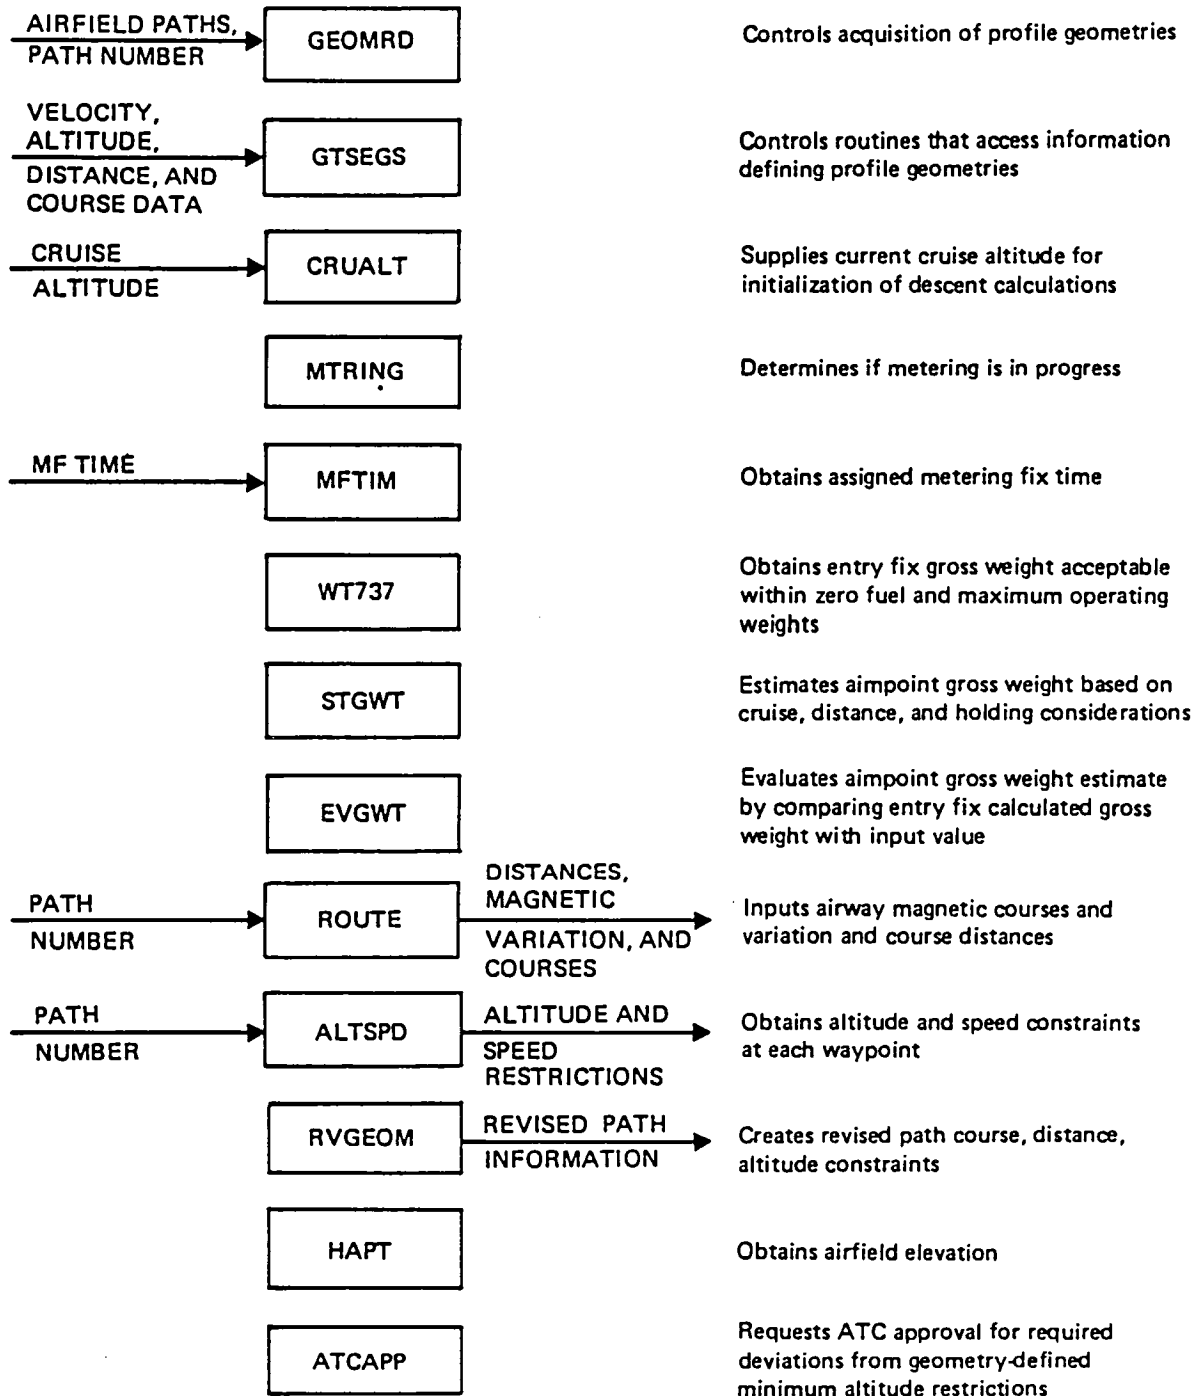 AIRFIELD PATHS,
PATH NUMBER
GEOMRD
Controls acquisition of profile geometries
VELOCITY,
ALTITUDE,
DISTANCE, AND
COURSE DATA
GTSEGS
Controls routines that access information
defining profile geometries
CRUISE
ALTITUDE
CRUALT
Supplies current cruise altitude for
initialization of descent calculations
MTRING
Determines if metering is in progress
MF TIME
MFTIM
Obtains assigned metering fix time
WT737
Obtains entry fix gross weight acceptable
within zero fuel and maximum operating
weights
STGWT
Estimates aimpoint gross weight based on
cruise, distance, and holding considerations
EVGWT
Evaluates aimpoint gross weight estimate
by comparing entry fix calculated gross
weight with input value
PATH
NUMBER
ROUTE
DISTANCES,
MAGNETIC
VARIATION, AND
COURSES
Inputs airway magnetic courses and
variation and course distances
PATH
NUMBER
ALTSPD
ALTITUDE AND
SPEED
RESTRICTIONS
Obtains altitude and speed constraints
at each waypoint
RVGEOM
REVISED PATH
INFORMATION
Creates revised path course, distance,
altitude constraints
HAPT
Obtains airfield elevation
ATCAPP
Requests ATC approval for required
deviations from geometry-defined
minimum altitude restrictions